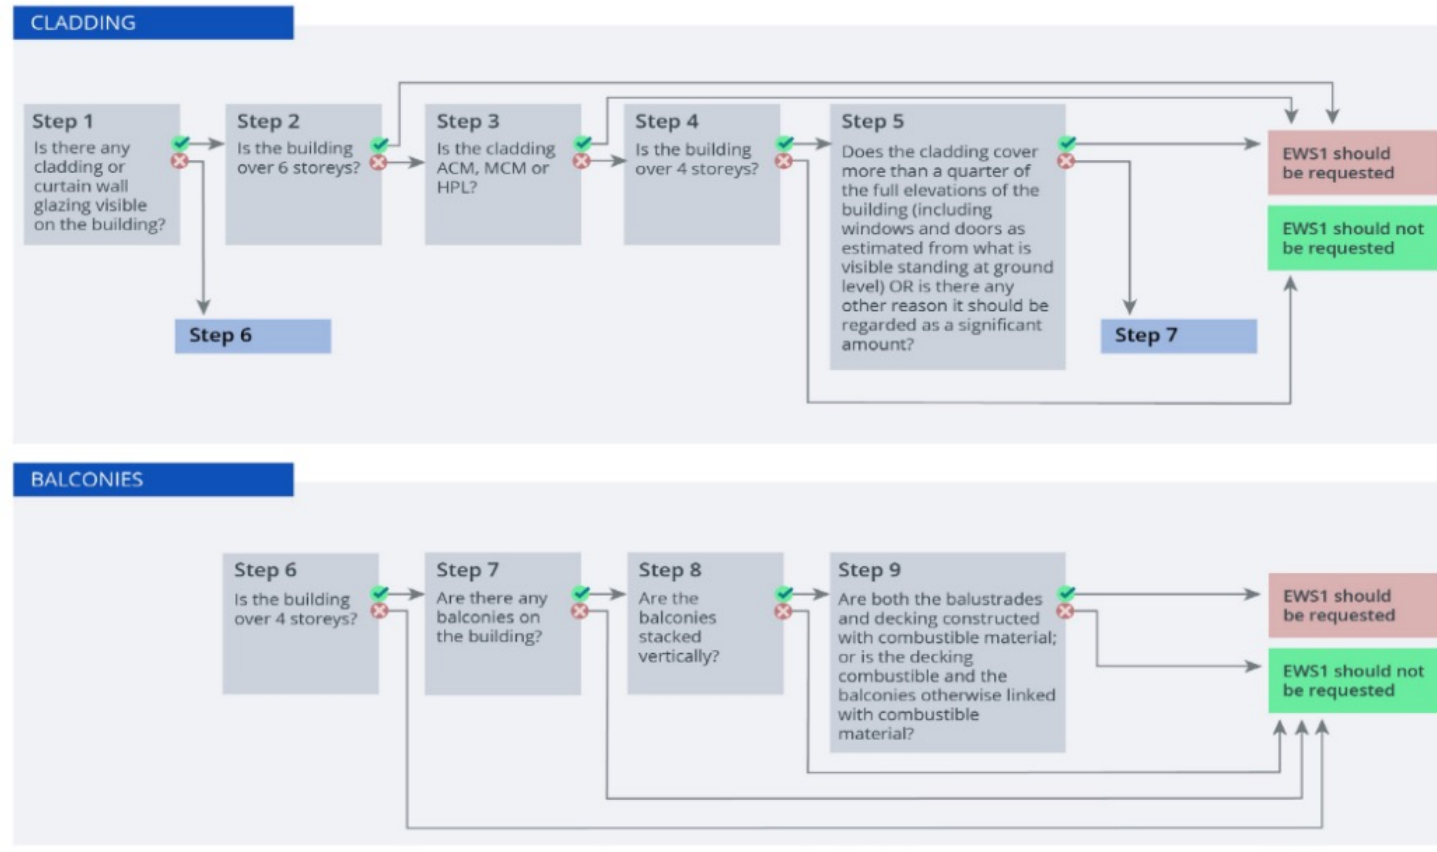 CLADDING
Step 1
Is there any
cladding or
curtain wall
glazing visible
on the building?
Step 2
Is the building
over 6 storeys?
Step 3
Is the cladding
ACM, MCM or
HPL?
Step 4
Is the building
over 4 storeys?
Step 5
Does the cladding cover
more than a quarter of
the full elevations of the
building (including
windows and doors as
estimated from what is
visible standing at ground
level) OR is there any
other reason it should be
regarded as a significant
amount?
EWS1 should
be requested
EWS1 should not
be requested
Step 6
Step 7
BALCONIES
Step 6
Is the building
over 4 storeys?
Step 7
Are there any
balconies on
the building?
Step 8
Are the
balconies
stacked
vertically?
Step 9
Are both the balustrades
and decking constructed
with combustible material;
or is the decking
combustible and the
balconies otherwise linked
with combustible
material?
EWS1 should
be requested
EWS1 should not
be requested